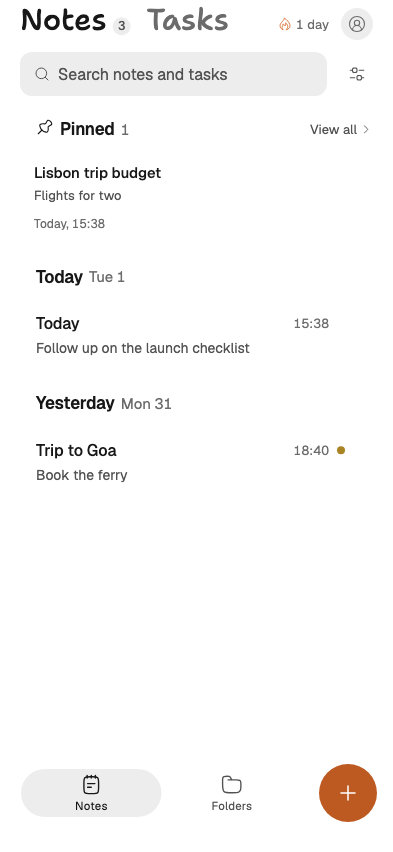 Notes 3 Tasks 1 day
Search notes and tasks
Pinned 1 View all
Lisbon trip budget
Flights for two
Today, 15:38
Today Tue 1
Today 15:38
Follow up on the launch checklist
Yesterday Mon 31
Trip to Goa 18:40
Book the ferry
Notes Folders